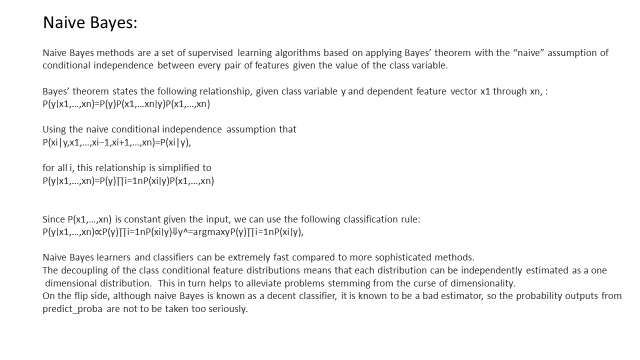 Naive Bayes:
Naive Bayes methods are a set of supervised learning algorithms based on applying Bayes’ theorem with the “naive” assumption of
conditional independence between every pair of features given the value of the class variable.
Bayes’ theorem states the following relationship, given class variable y and dependent feature vector x1 through xn, :
P(y∣x1,…,xn)=P(y)P(x1,…xn∣y)P(x1,…,xn)
Using the naive conditional independence assumption that
P(xi|y,x1,…,xi−1,xi+1,…,xn)=P(xi|y),
for all i, this relationship is simplified to
P(y∣x1,…,xn)=P(y)∏i=1nP(xi∣y)P(x1,…,xn)
Since P(x1,…,xn) is constant given the input, we can use the following classification rule:
P(y∣x1,…,xn)∝P(y)∏i=1nP(xi∣y)⇓y^=argmaxyP(y)∏i=1nP(xi∣y),
Naive Bayes learners and classifiers can be extremely fast compared to more sophisticated methods.
The decoupling of the class conditional feature distributions means that each distribution can be independently estimated as a one
dimensional distribution. This in turn helps to alleviate problems stemming from the curse of dimensionality.
On the flip side, although naive Bayes is known as a decent classifier, it is known to be a bad estimator, so the probability outputs from
predict_proba are not to be taken too seriously.